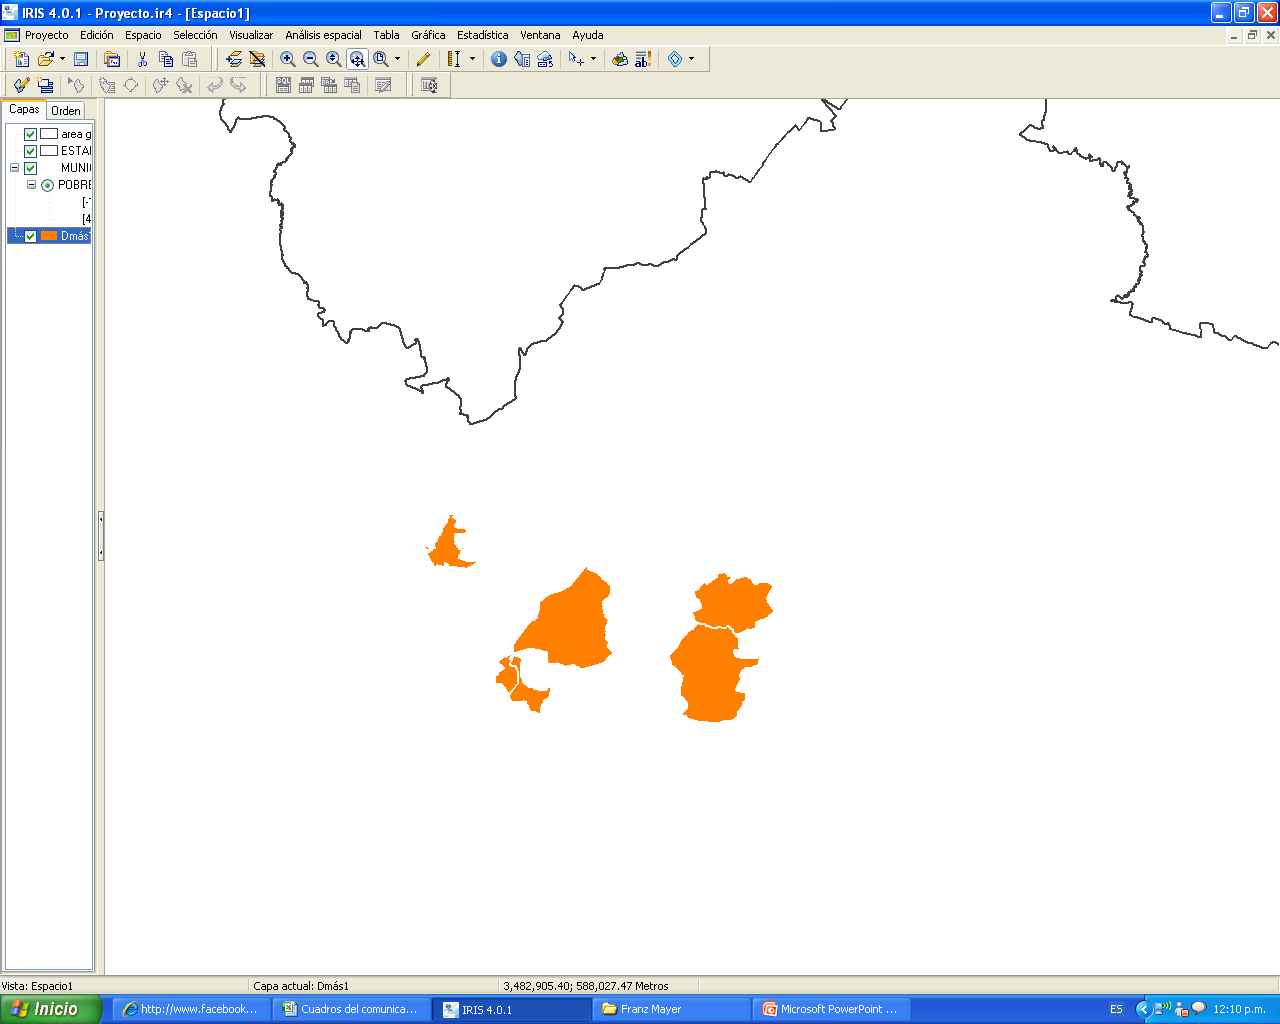 IRIS 4.0.1 - Proyecto.ir4 - [Espacio1]
Proyecto Edición Espacio Selección Visualizar Análisis espacial Tabla Gráfica Estadística Ventana Ayuda
Capas Orden
area g
ESTA
MUNI
POBRE
[-
[4
Dmás
Vista: Espacio1 Capa actual: Dmás1 3,482,905.40; 588,027.47 Metros
Inicio http://www.facebook... Cuadros del comunica... IRIS 4.0.1 Franz Mayer Microsoft PowerPoint ... ES 12:10 p.m.